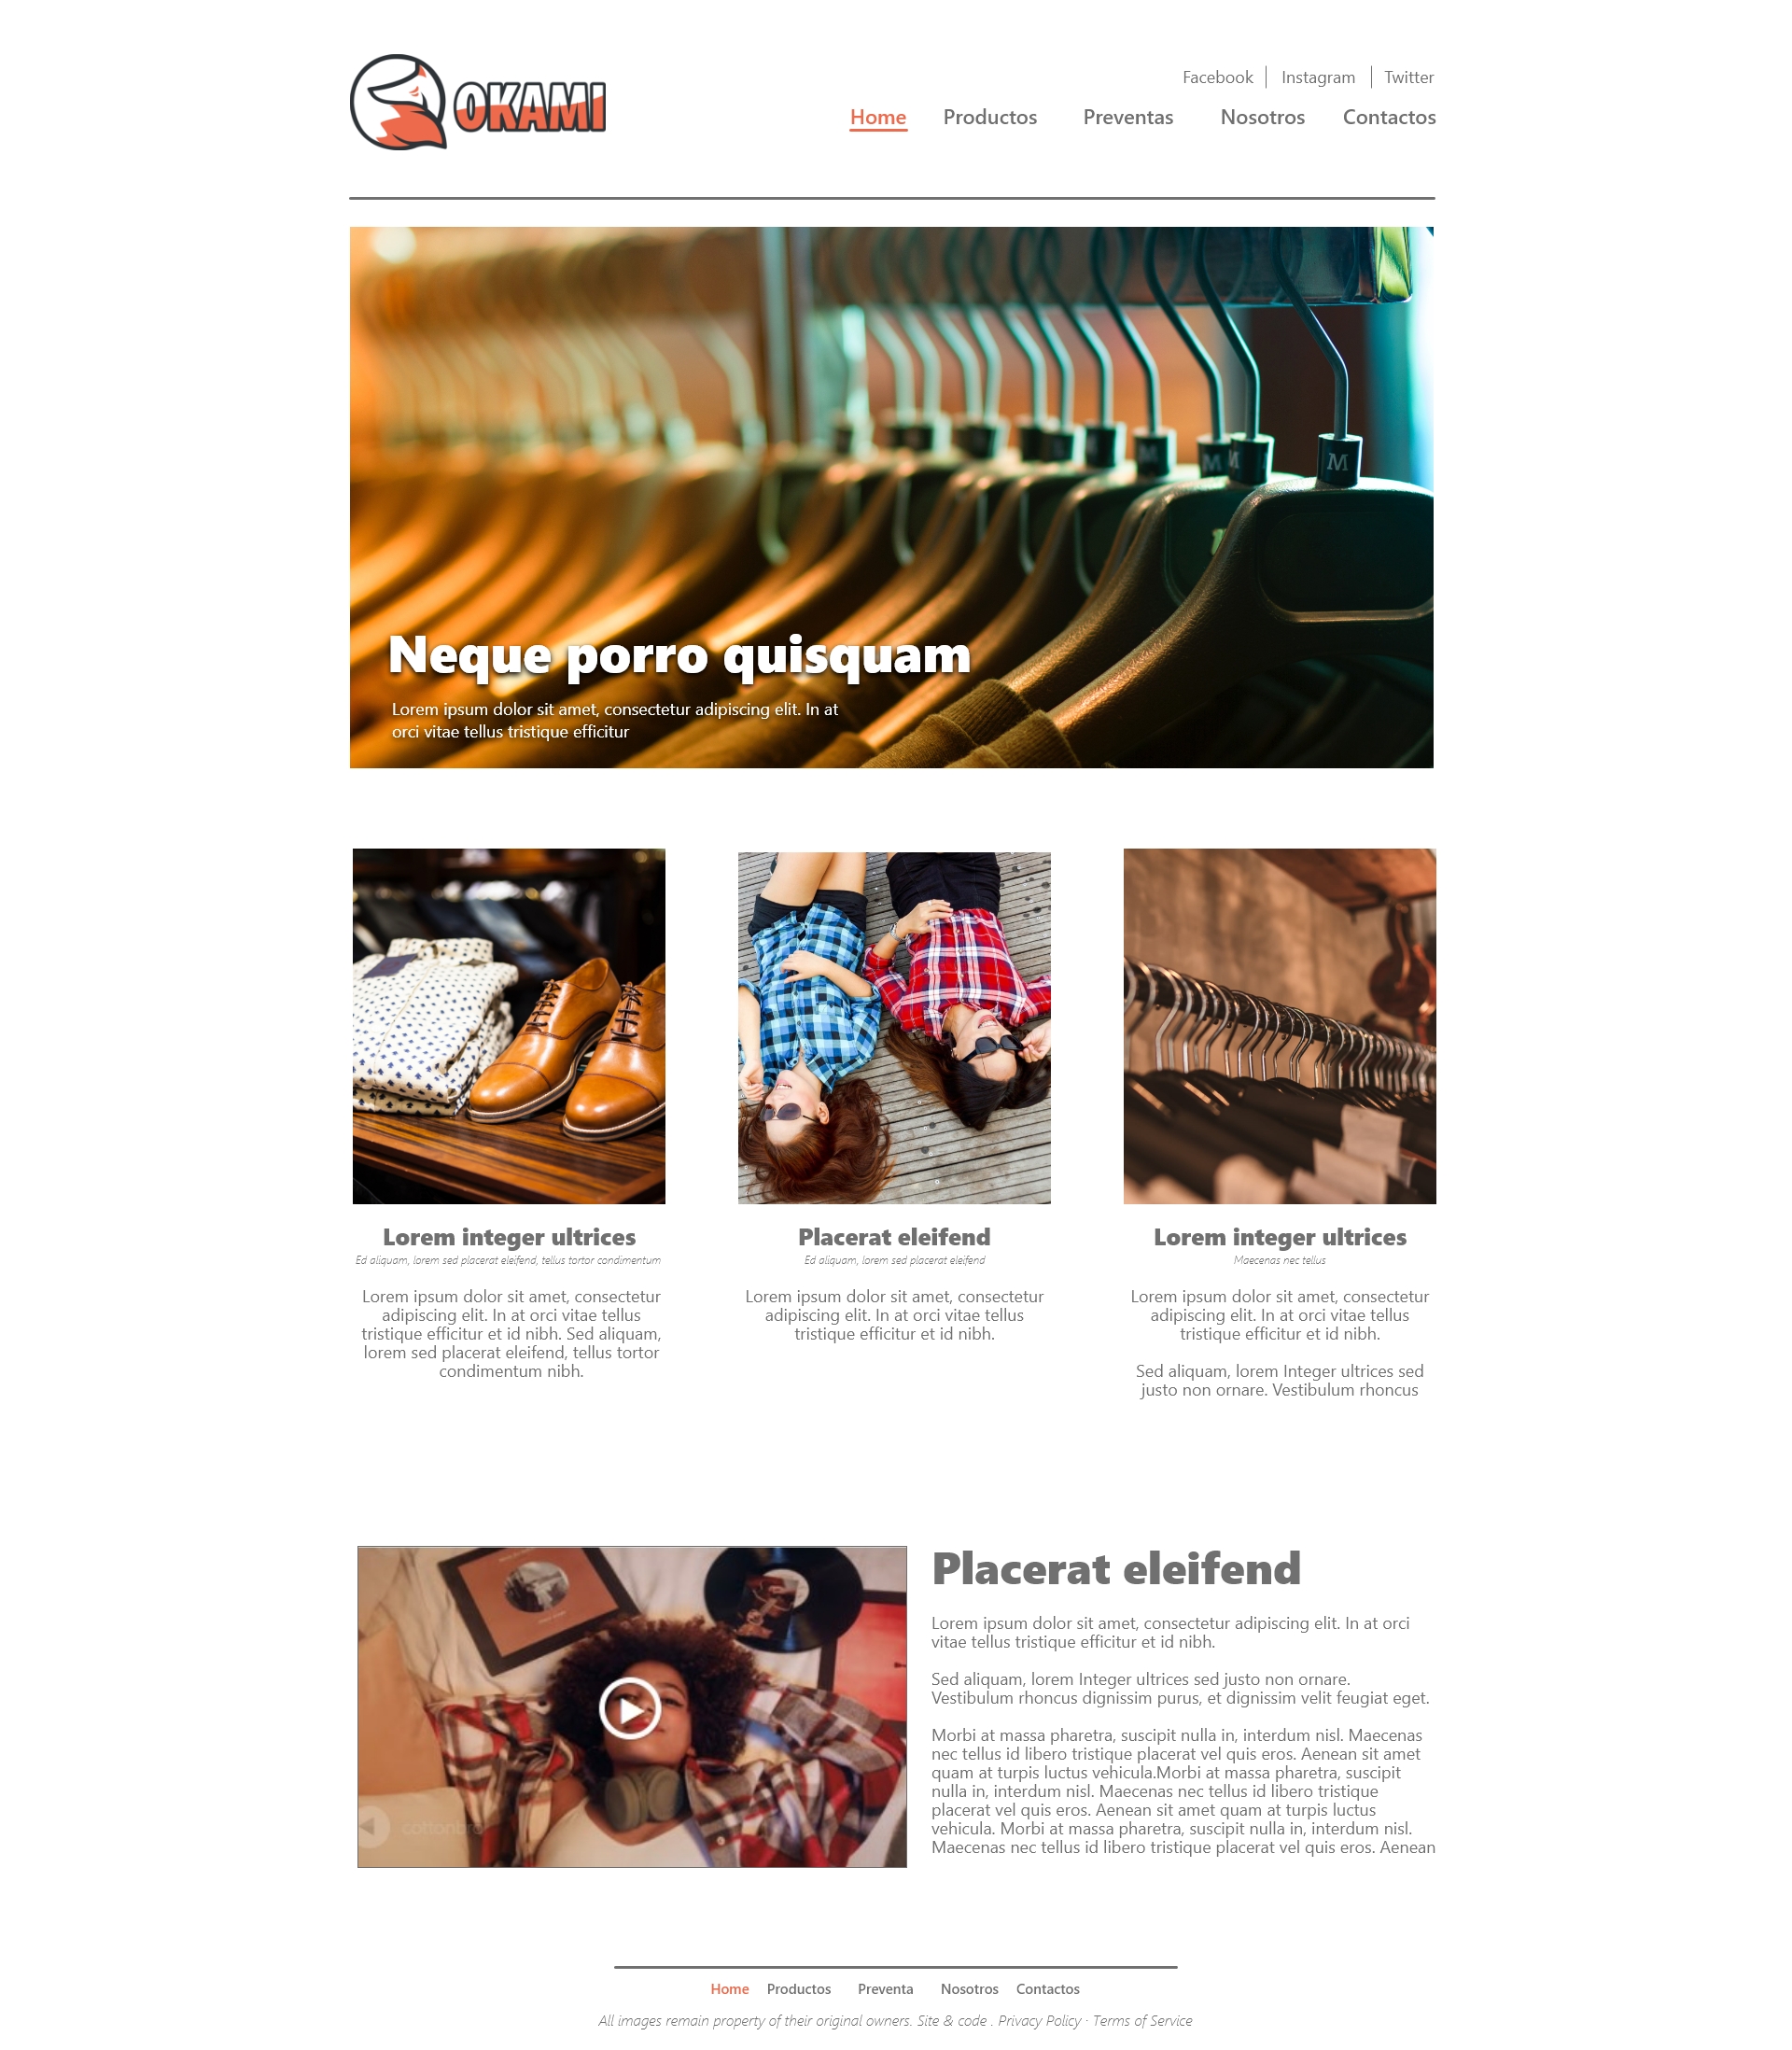 OKAMI
Facebook Instagram Twitter
Home Productos Preventas Nosotros Contactos
M M M
Neque porro quisquam
Lorem ipsum dolor sit amet, consectetur adipiscing elit. In at
orci vitae tellus tristique efficitur
Lorem integer ultrices
Ed aliquam, lorem sed placerat eleifend, tellus tortor condimentum
Lorem ipsum dolor sit amet, consectetur
adipiscing elit. In at orci vitae tellus
tristique efficitur et id nibh. Sed aliquam,
lorem sed placerat eleifend, tellus tortor
condimentum nibh.
Placerat eleifend
Ed aliquam, lorem sed placerat eleifend
Lorem ipsum dolor sit amet, consectetur
adipiscing elit. In at orci vitae tellus
tristique efficitur et id nibh.
Lorem integer ultrices
Maecenas nec tellus
Lorem ipsum dolor sit amet, consectetur
adipiscing elit. In at orci vitae tellus
tristique efficitur et id nibh.
Sed aliquam, lorem Integer ultrices sed
justo non ornare. Vestibulum rhoncus
cottonbro
Placerat eleifend
Lorem ipsum dolor sit amet, consectetur adipiscing elit. In at orci
vitae tellus tristique efficitur et id nibh.
Sed aliquam, lorem Integer ultrices sed justo non ornare.
Vestibulum rhoncus dignissim purus, et dignissim velit feugiat eget.
Morbi at massa pharetra, suscipit nulla in, interdum nisl. Maecenas
nec tellus id libero tristique placerat vel quis eros. Aenean sit amet
quam at turpis luctus vehicula.Morbi at massa pharetra, suscipit
nulla in, interdum nisl. Maecenas nec tellus id libero tristique
placerat vel quis eros. Aenean sit amet quam at turpis luctus
vehicula. Morbi at massa pharetra, suscipit nulla in, interdum nisl.
Maecenas nec tellus id libero tristique placerat vel quis eros. Aenean
Home Productos Preventa Nosotros Contactos
All images remain property of their original owners. Site & code . Privacy Policy · Terms of Service